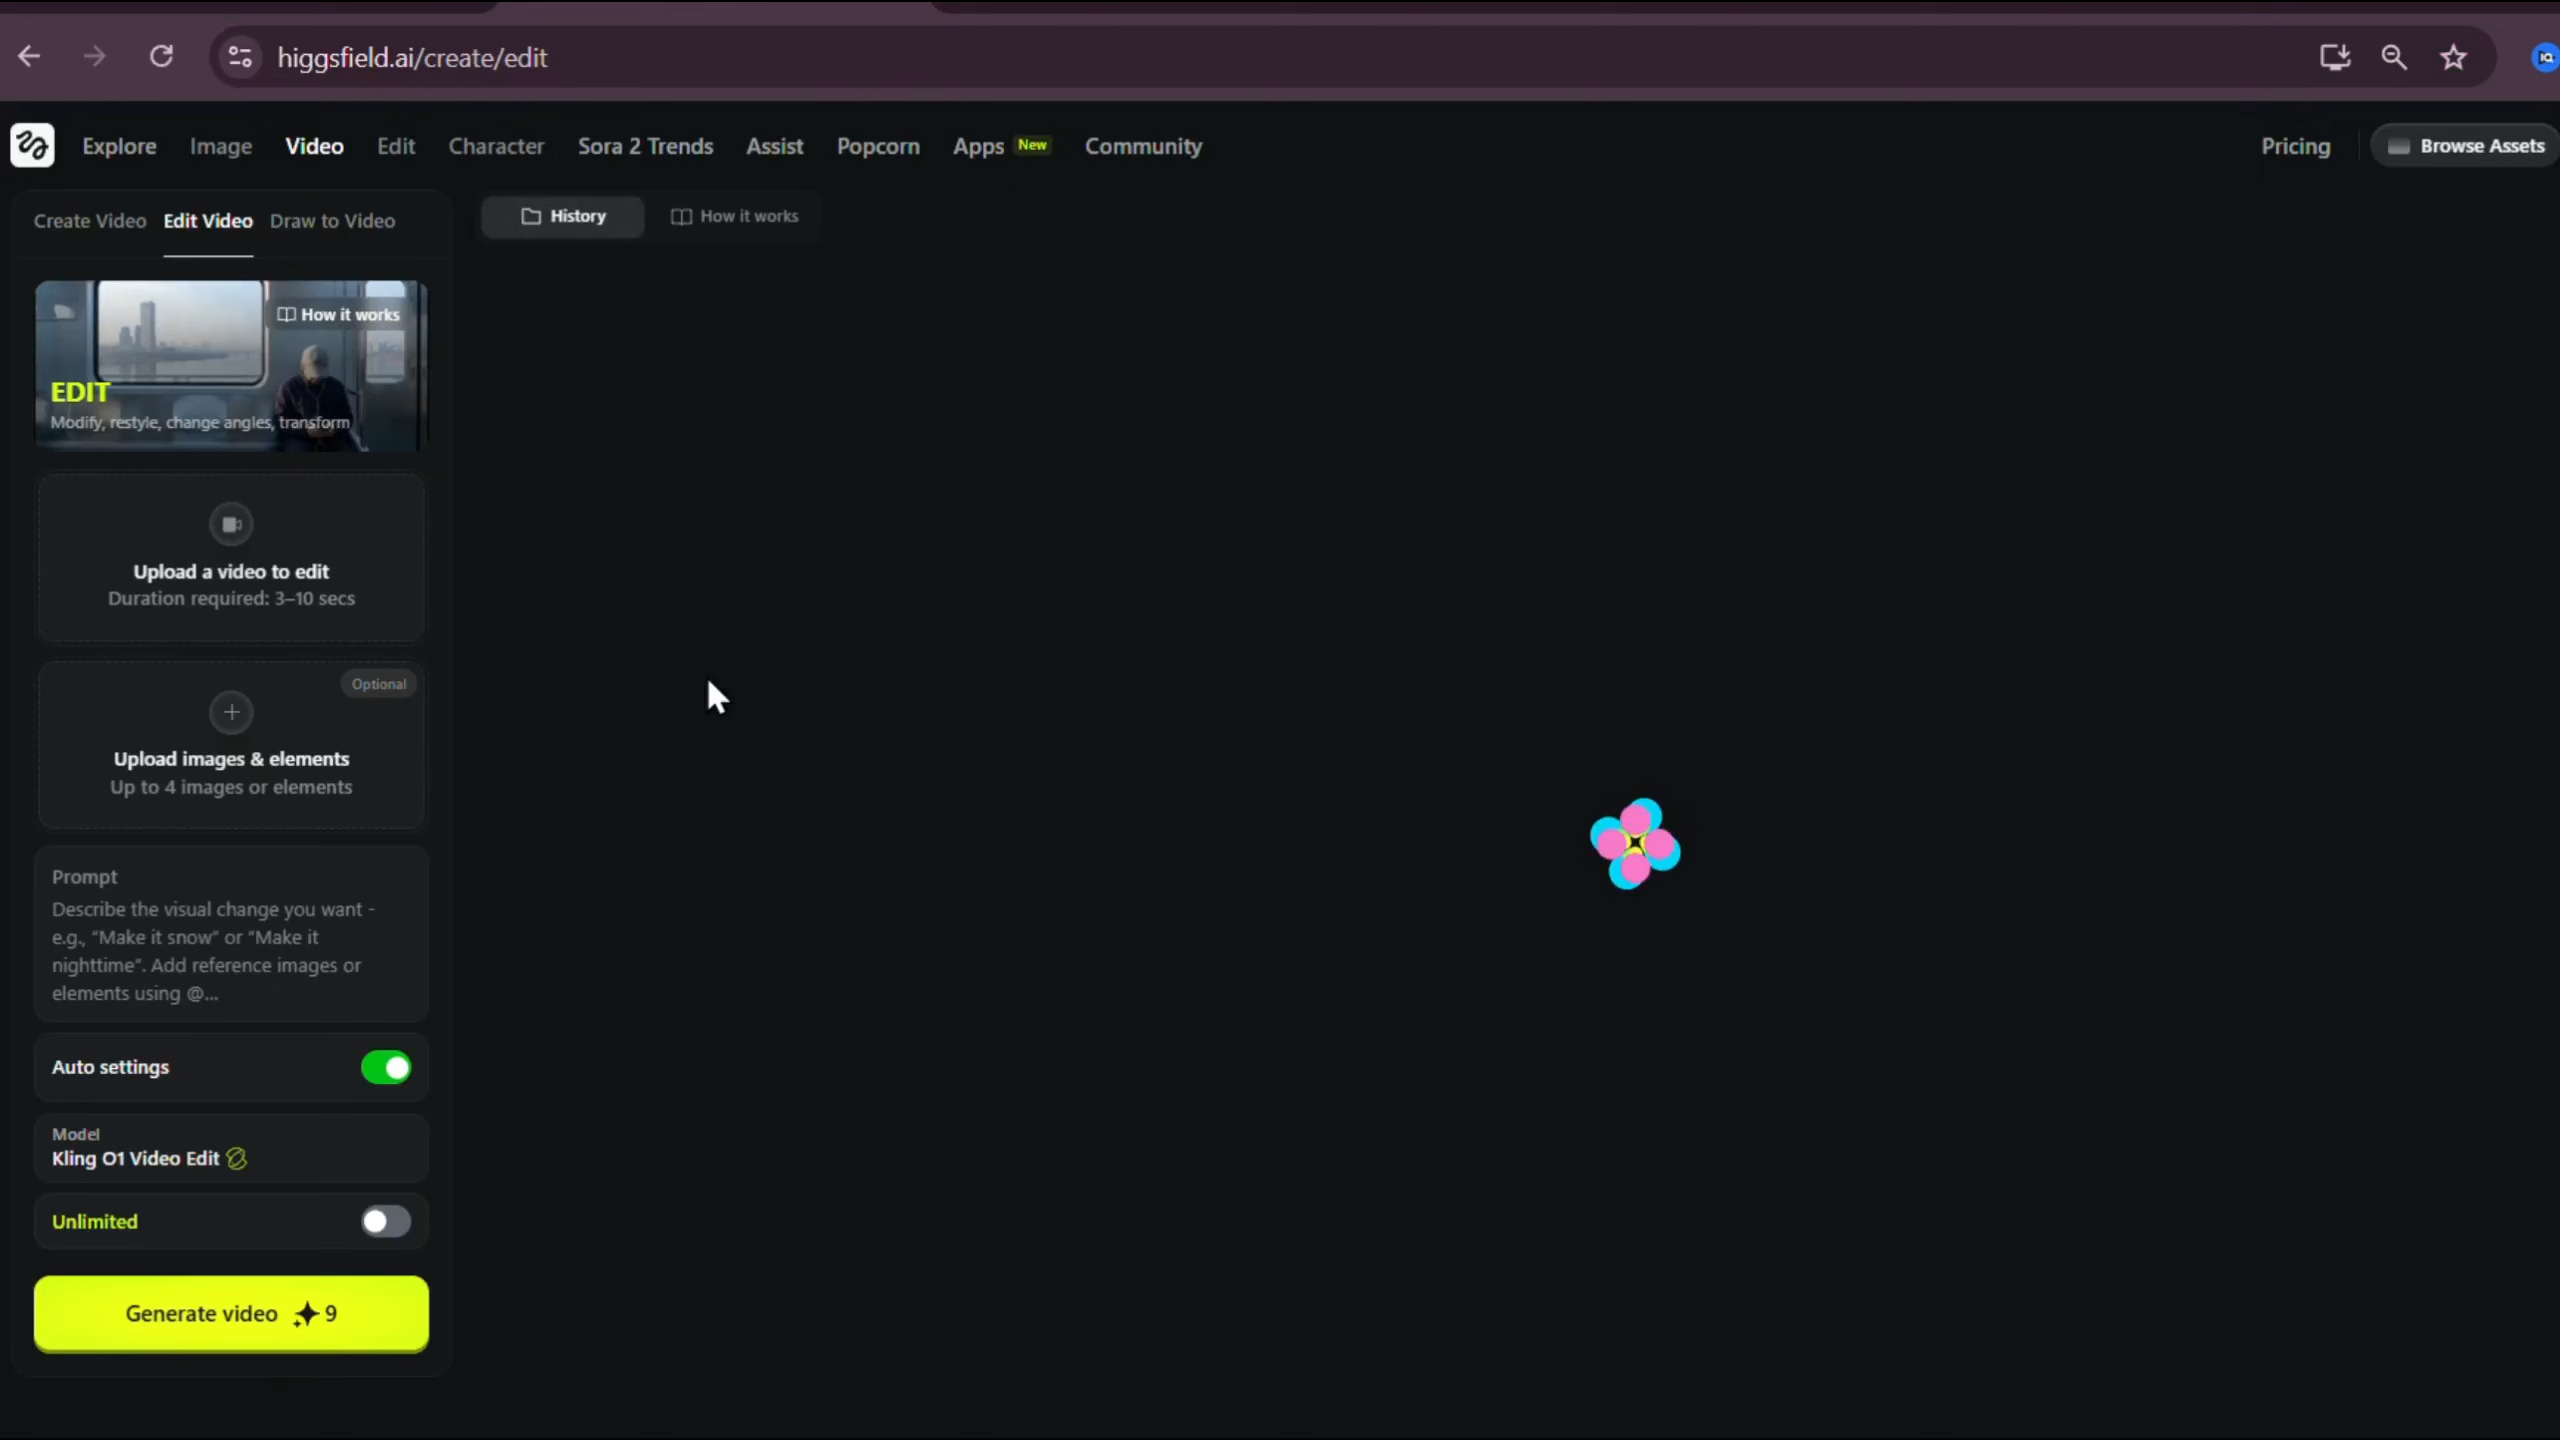 higgsfield.ai/create/edit
Explore Image Video Edit Character Sora 2 Trends Assist Popcorn Apps New Community Pricing Browse Assets
Create Video Edit Video Draw to Video
History How it works
How it works
EDIT
Modify, restyle, change angles, transform
Upload a video to edit
Duration required: 3–10 secs
Optional
Upload images & elements
Up to 4 images or elements
Prompt
Describe the visual change you want -
e.g., “Make it snow” or “Make it
nighttime”. Add reference images or
elements using @...
Auto settings
Model
Kling O1 Video Edit
Unlimited
Generate video 9